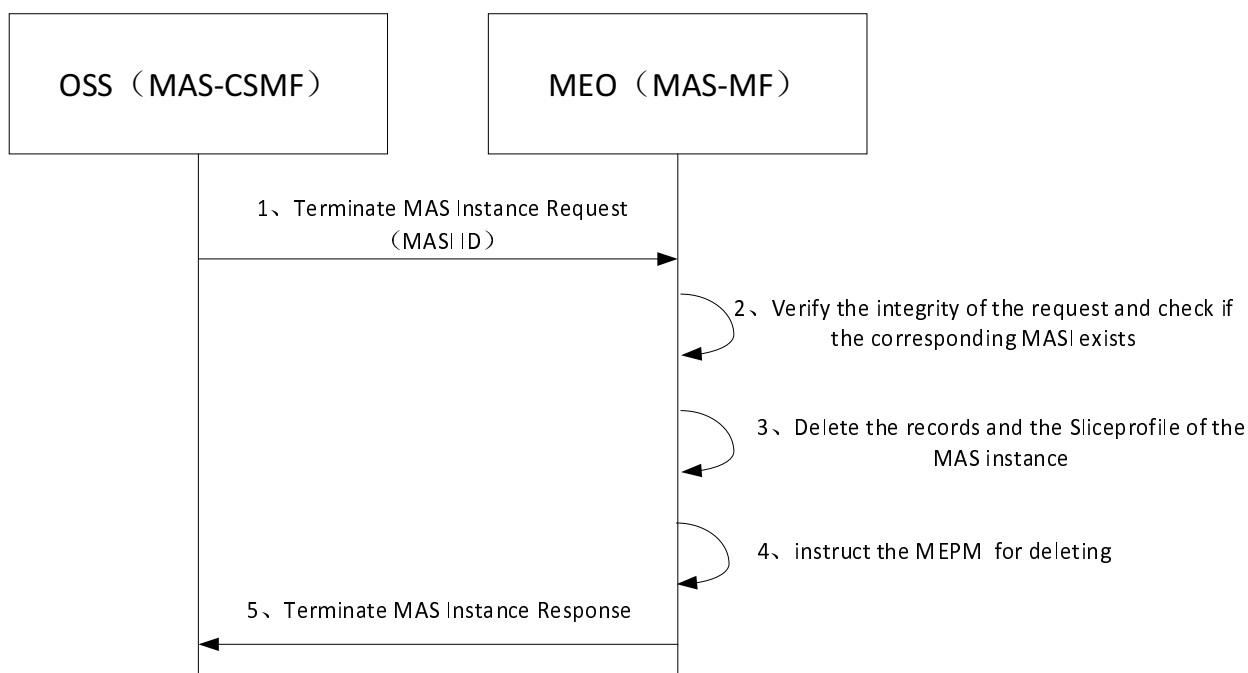 OSS（MAS-CSMF）
MEO（MAS-MF）
1、Terminate MAS Instance Request
（MASI ID）
2、Verify the integrity of the request and check if
the corresponding MASI exists
3、Delete the records and the Sliceprofile of the
MAS instance
4、instruct the MEPM for deleting
5、Terminate MAS Instance Response